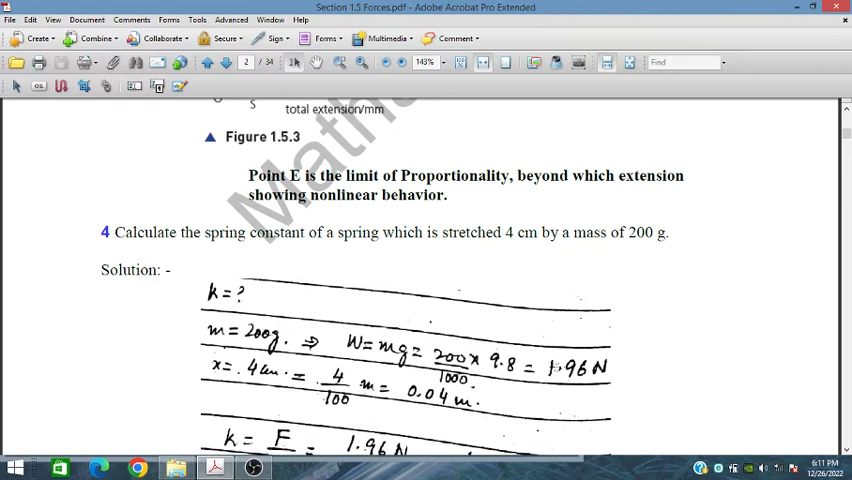 Section 1.5 Forces.pdf - Adobe Acrobat Pro Extended
File Edit View Document Comments Forms Tools Advanced Window Help
Create Combine Collaborate Secure Sign Forms Multimedia Comment
2 / 34 143% Find
S total extension/mm
▲ Figure 1.5.3
Point E is the limit of Proportionality, beyond which extension
showing nonlinear behavior.
4 Calculate the spring constant of a spring which is stretched 4 cm by a mass of 200 g.
Solution: -
k = ?
m = 200g. ⇒ W = mg = 200/1000 × 9.8 = 1.96 N
x = 4 cm. = 4/100 m = 0.04 m.
k = F = 1.96 N
6:11 PM
12/26/2022